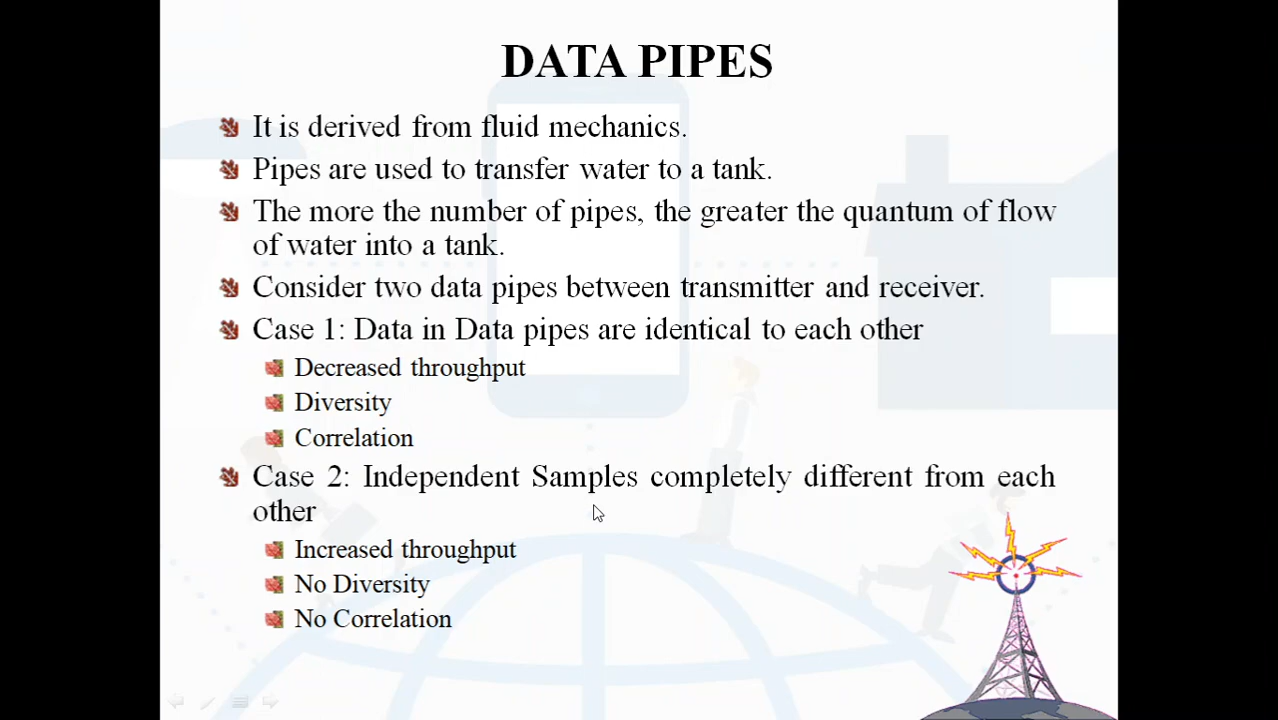 DATA PIPES
It is derived from fluid mechanics.
Pipes are used to transfer water to a tank.
The more the number of pipes, the greater the quantum of flow
of water into a tank.
Consider two data pipes between transmitter and receiver.
Case 1: Data in Data pipes are identical to each other
Decreased throughput
Diversity
Correlation
Case 2: Independent Samples completely different from each
other
Increased throughput
No Diversity
No Correlation